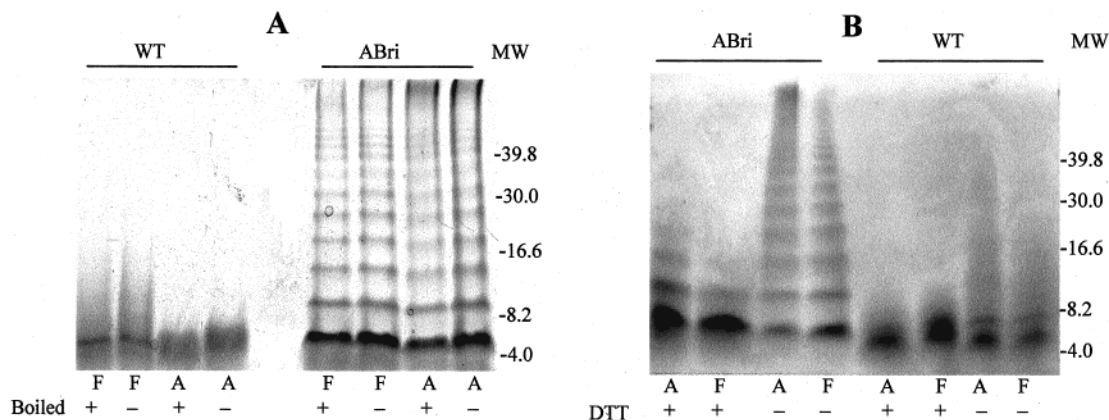 A B
WT ABri MW ABri WT MW
-39.8 -39.8
-30.0 -30.0
-16.6 -16.6
-8.2 -8.2
-4.0 -4.0
F F A A F F A A A F A F A F A F
Boiled + – + – + – + – DTT + + – – + + – –